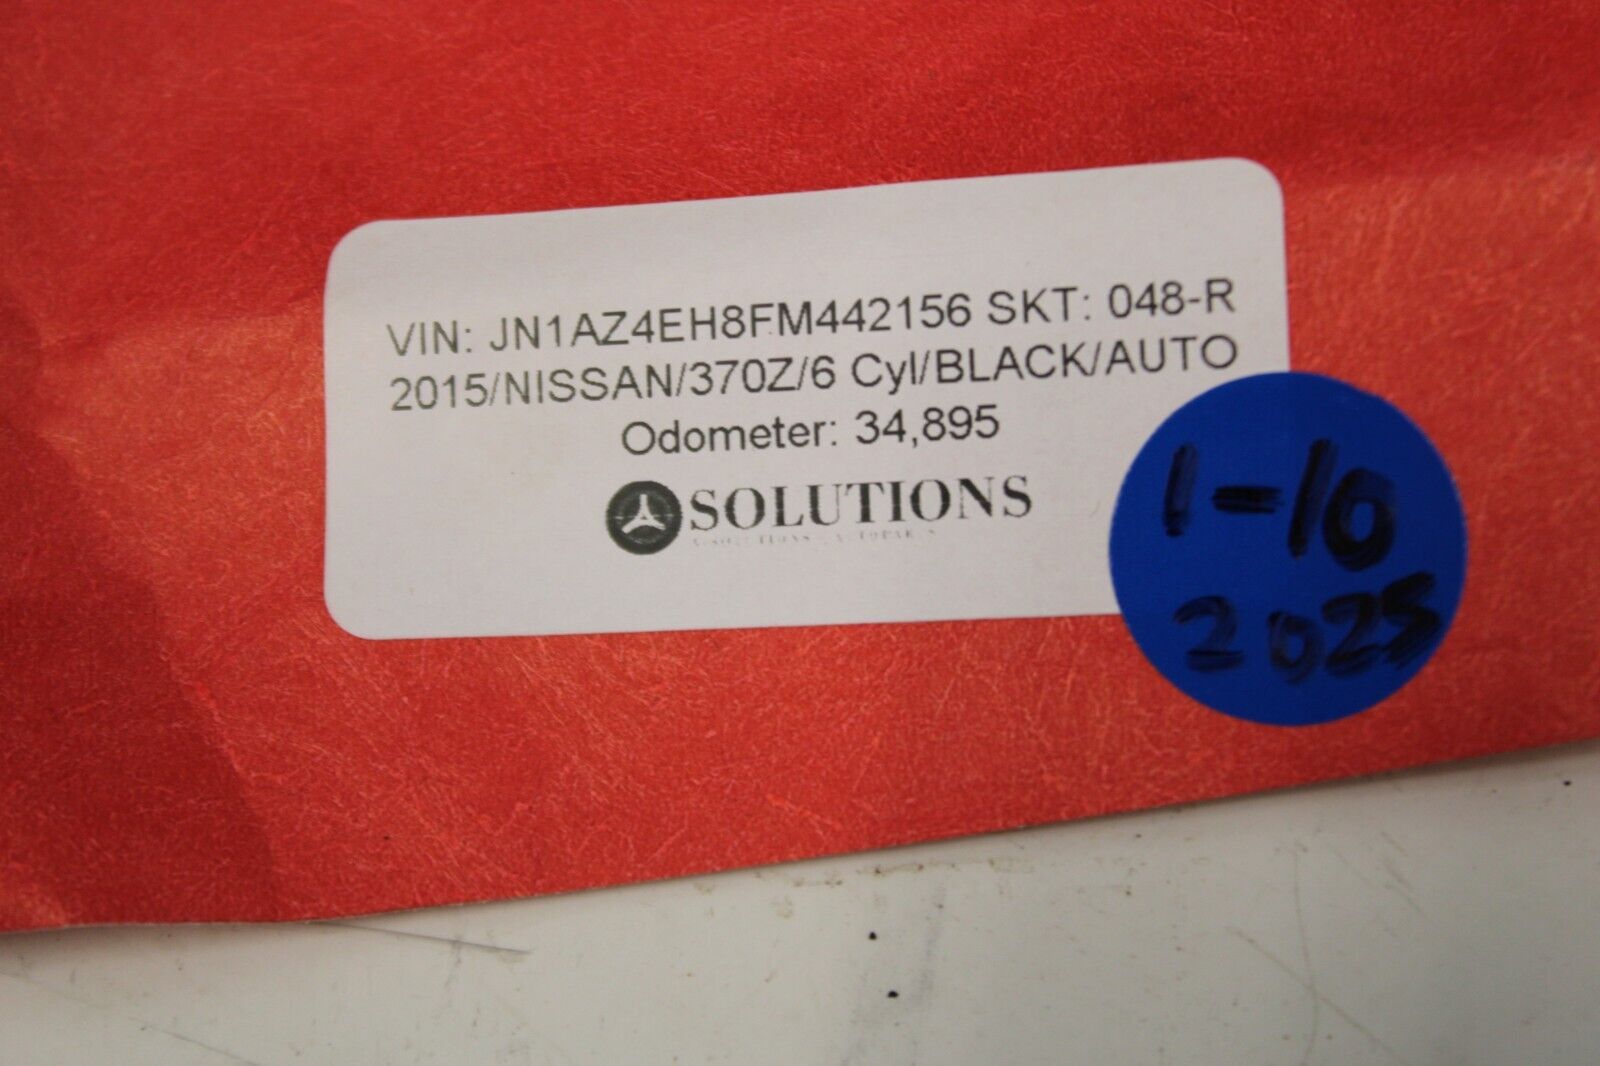 VIN: JN1AZ4EH8FM442156 SKT: 048-R
2015/NISSAN/370Z/6 Cyl/BLACK/AUTO
Odometer: 34,895
SOLUTIONS
1-10
2025